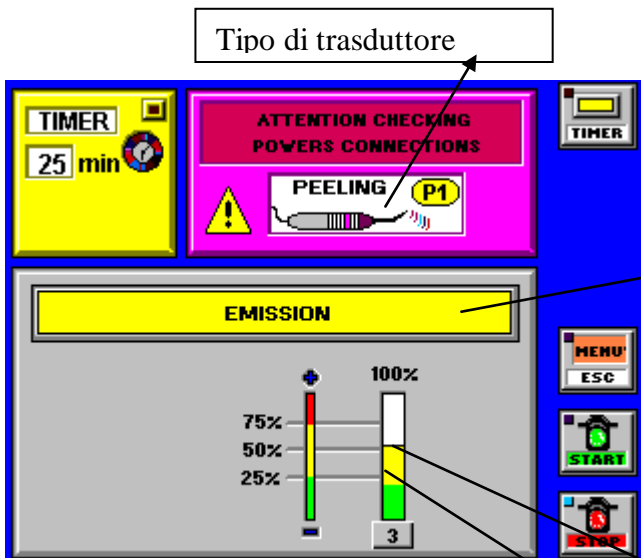 Tipo di trasduttore
TIMER
25 min
ATTENTION CHECKING
POWERS CONNECTIONS
PEELING P1
TIMER
EMISSION
+ 100%
75%
50%
25%
-
3
MENU'
ESC
START
STOP